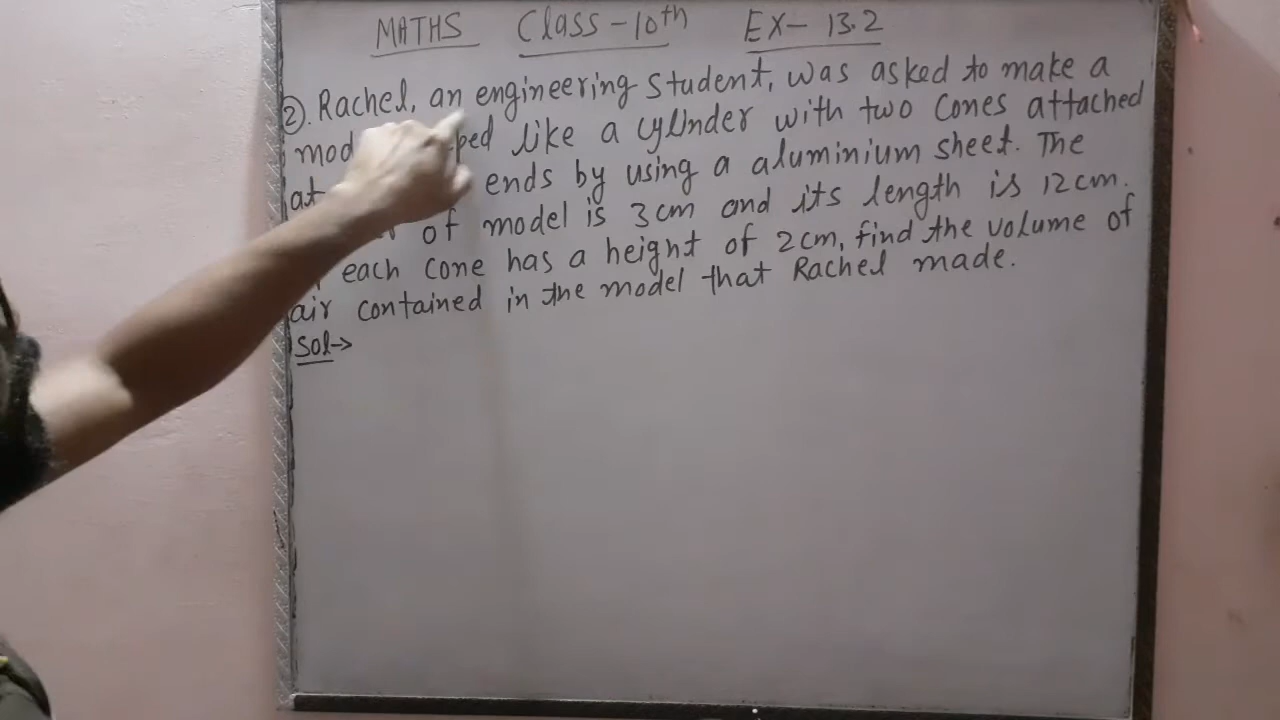 MATHS Class-10th Ex- 13.2
②. Rachel, an engineering student, was asked to make a
mod ped like a cylinder with two cones attached
at ends by using a aluminium sheet. The
of model is 3cm and its length is 12cm.
each cone has a height of 2cm, find the volume of
air contained in the model that Rachel made.
Sol→